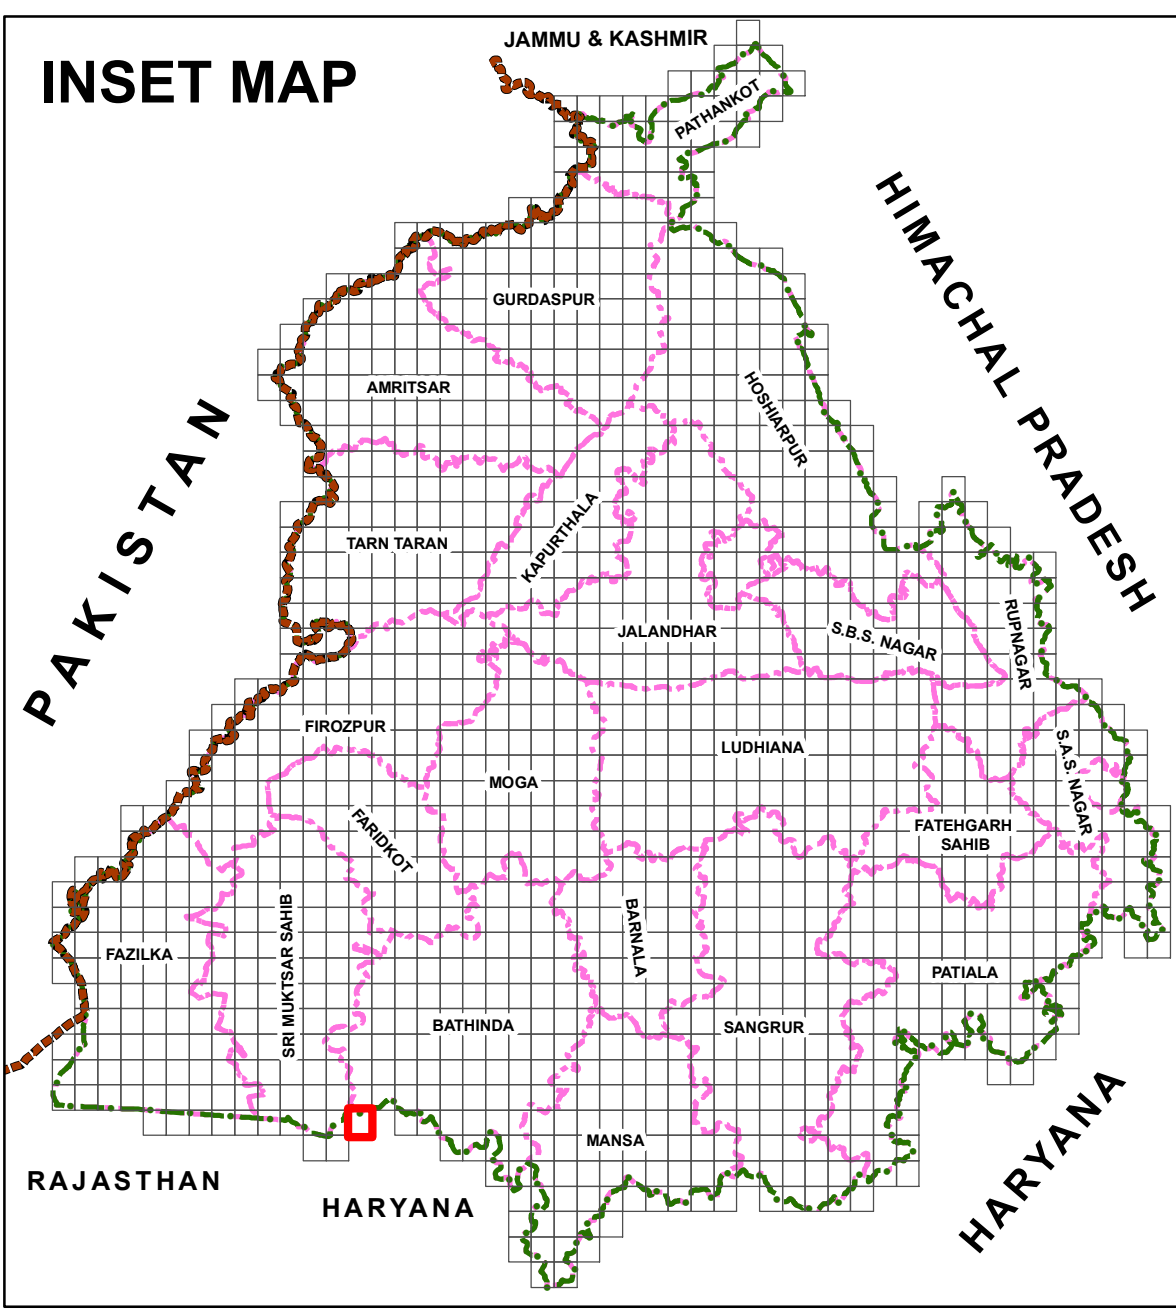 JAMMU & KASHMIR
INSET MAP
PATHANKOT
HIMACHAL PRADESH
GURDASPUR
AMRITSAR
HOSHIARPUR
PAKISTAN
KAPURTHALA
TARN TARAN
JALANDHAR
S.B.S. NAGAR
RUPNAGAR
FIROZPUR
LUDHIANA
S.A.S. NAGAR
MOGA
FARIDKOT
FATEHGARH
SAHIB
BARNALA
SRI MUKTSAR SAHIB
FAZILKA
PATIALA
BATHINDA
SANGRUR
MANSA
RAJASTHAN
HARYANA
HARYANA